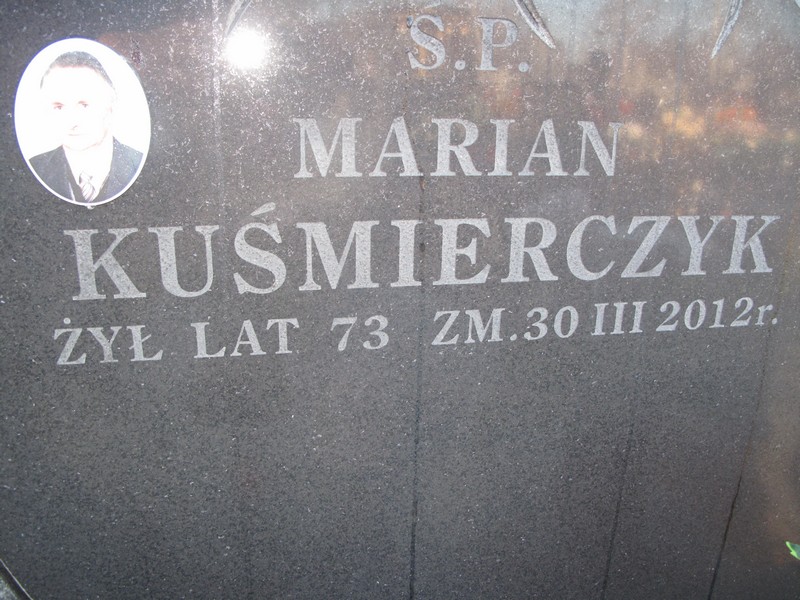 Ś.P.
MARIAN
KUŚMIERCZYK
ŻYŁ LAT 73 ZM. 30 III 2012r.